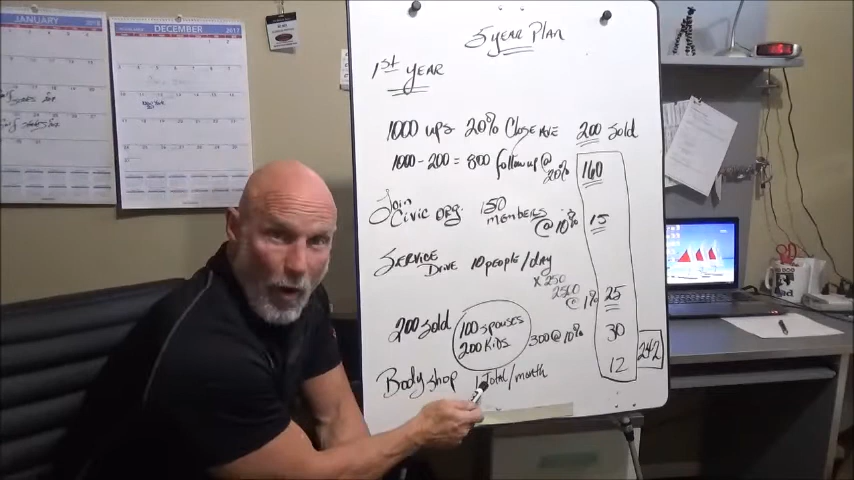 JANUARY 2018
DECEMBER 2017
5 YEAR PLAN
1ST YEAR
1000 UPS 20% CLOSE 200 Sold
1000 - 200 = 800 follow up @ 20% 160
Join Civic ORG. 150 MEMBERS @ 10% 15
SERVICE DRIVE 10 people/day
X 250
2500
@ 1% 25
200 Sold 100 SPOUSES 300 @ 10% 30
200 KIDS
Body shop 1 Total/month 12
242